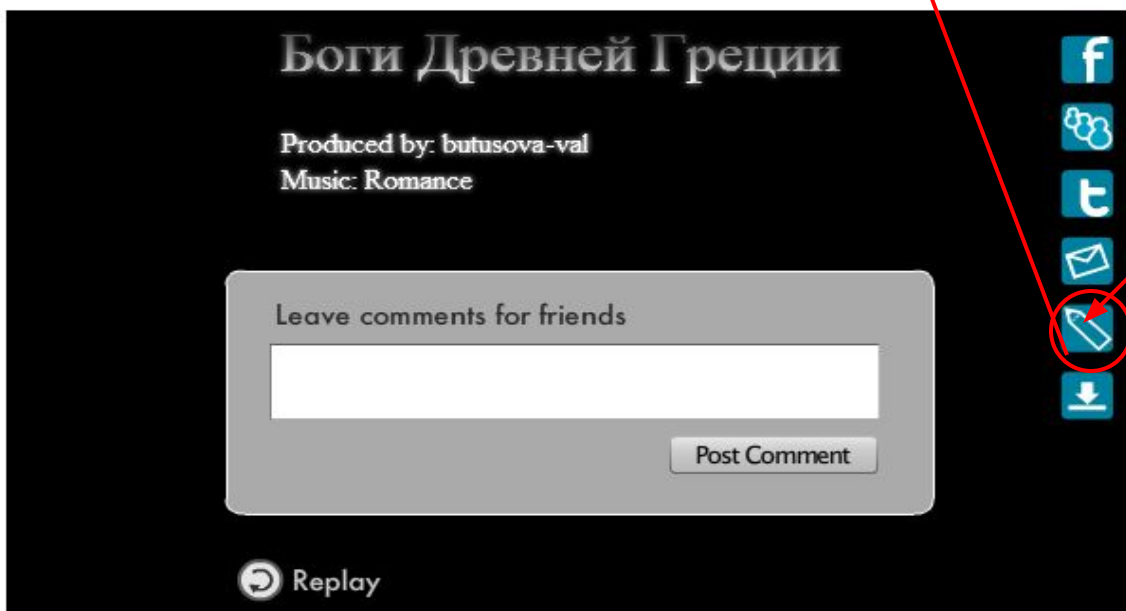 Боги Древней Греции
Produced by: butusova-val
Music: Romance
Leave comments for friends
Post Comment
Replay